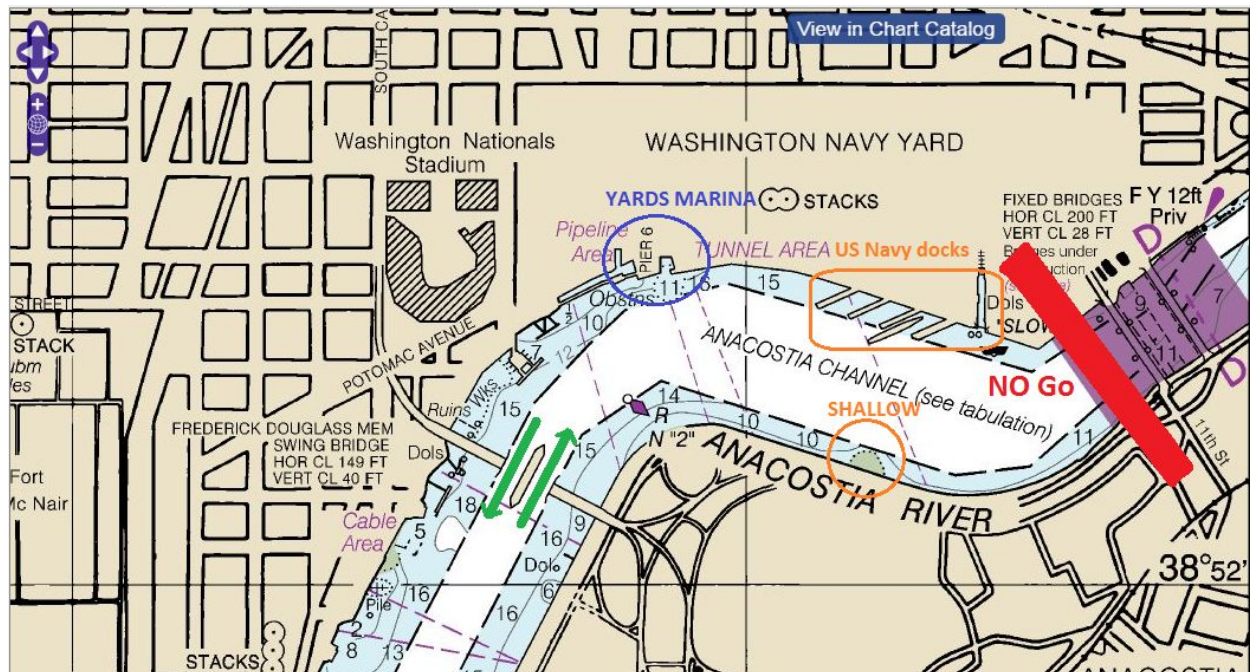 View in Chart Catalog
SOUTH CA
Washington Nationals
Stadium
WASHINGTON NAVY YARD
YARDS MARINA
STACKS
FIXED BRIDGES
HOR CL 200 FT
VERT CL 28 FT
F Y 12ft
Priv
Pipeline
Area
PIER 6
TUNNEL AREA
US Navy docks
Bridges under
D
Obstns
11
15
Dols
"SLOW
9
7
11
D
STREET
STACK
10
12
ANACOSTIA CHANNEL (see tabulation)
NO Go
POTOMAC AVENUE
Wks
Ruins
15
14
R
N "2"
SHALLOW
10
10
11
11th St
FREDERICK DOUGLASS MEM
SWING BRIDGE
HOR CL 149 FT
VERT CL 40 FT
Dols
15
ANACOSTIA RIVER
Fort
Mc Nair
18
Cable
Area
5
16
9
Dol
6
38°52'
Pile
7
16
16
2
8
13
STACKS